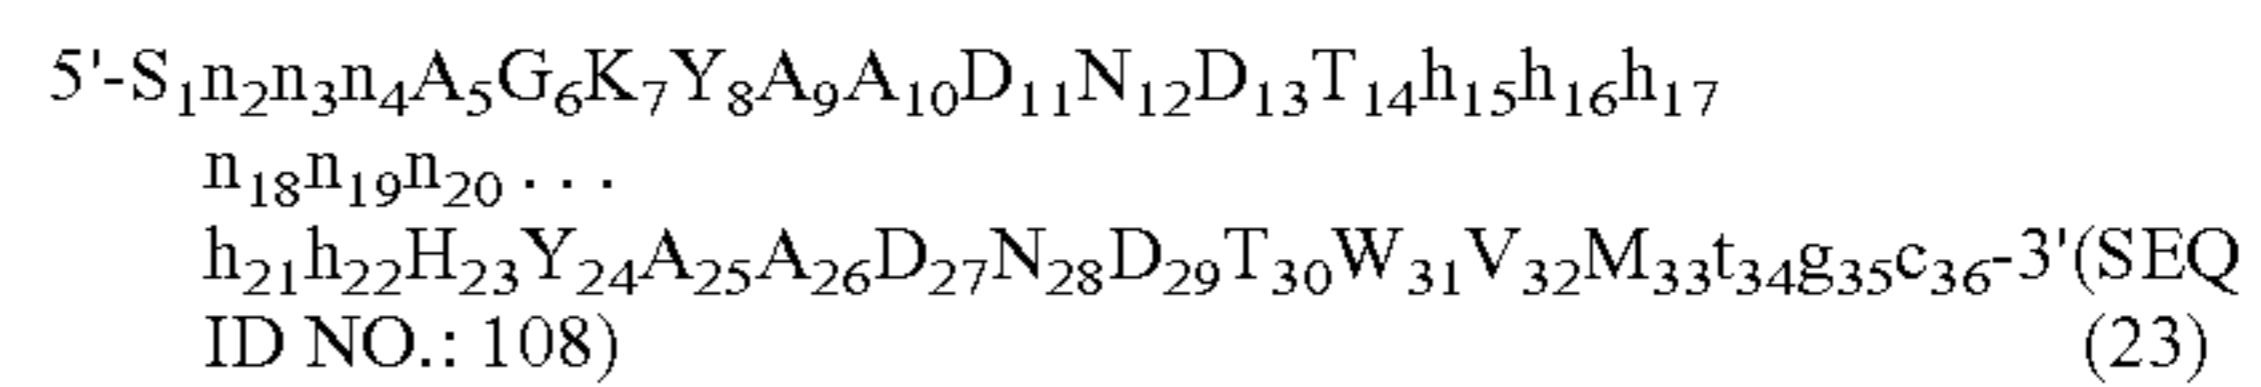 5'-S₁n₂n₃n₄A₅G₆K₇Y₈A₉A₁₀D₁₁N₁₂D₁₃T₁₄h₁₅h₁₆h₁₇
n₁₈n₁₉n₂₀ . . .
h₂₁h₂₂H₂₃Y₂₄A₂₅A₂₆D₂₇N₂₈D₂₉T₃₀W₃₁V₃₂M₃₃t₃₄g₃₅c₃₆-3'(SEQ
ID NO.: 108) (23)